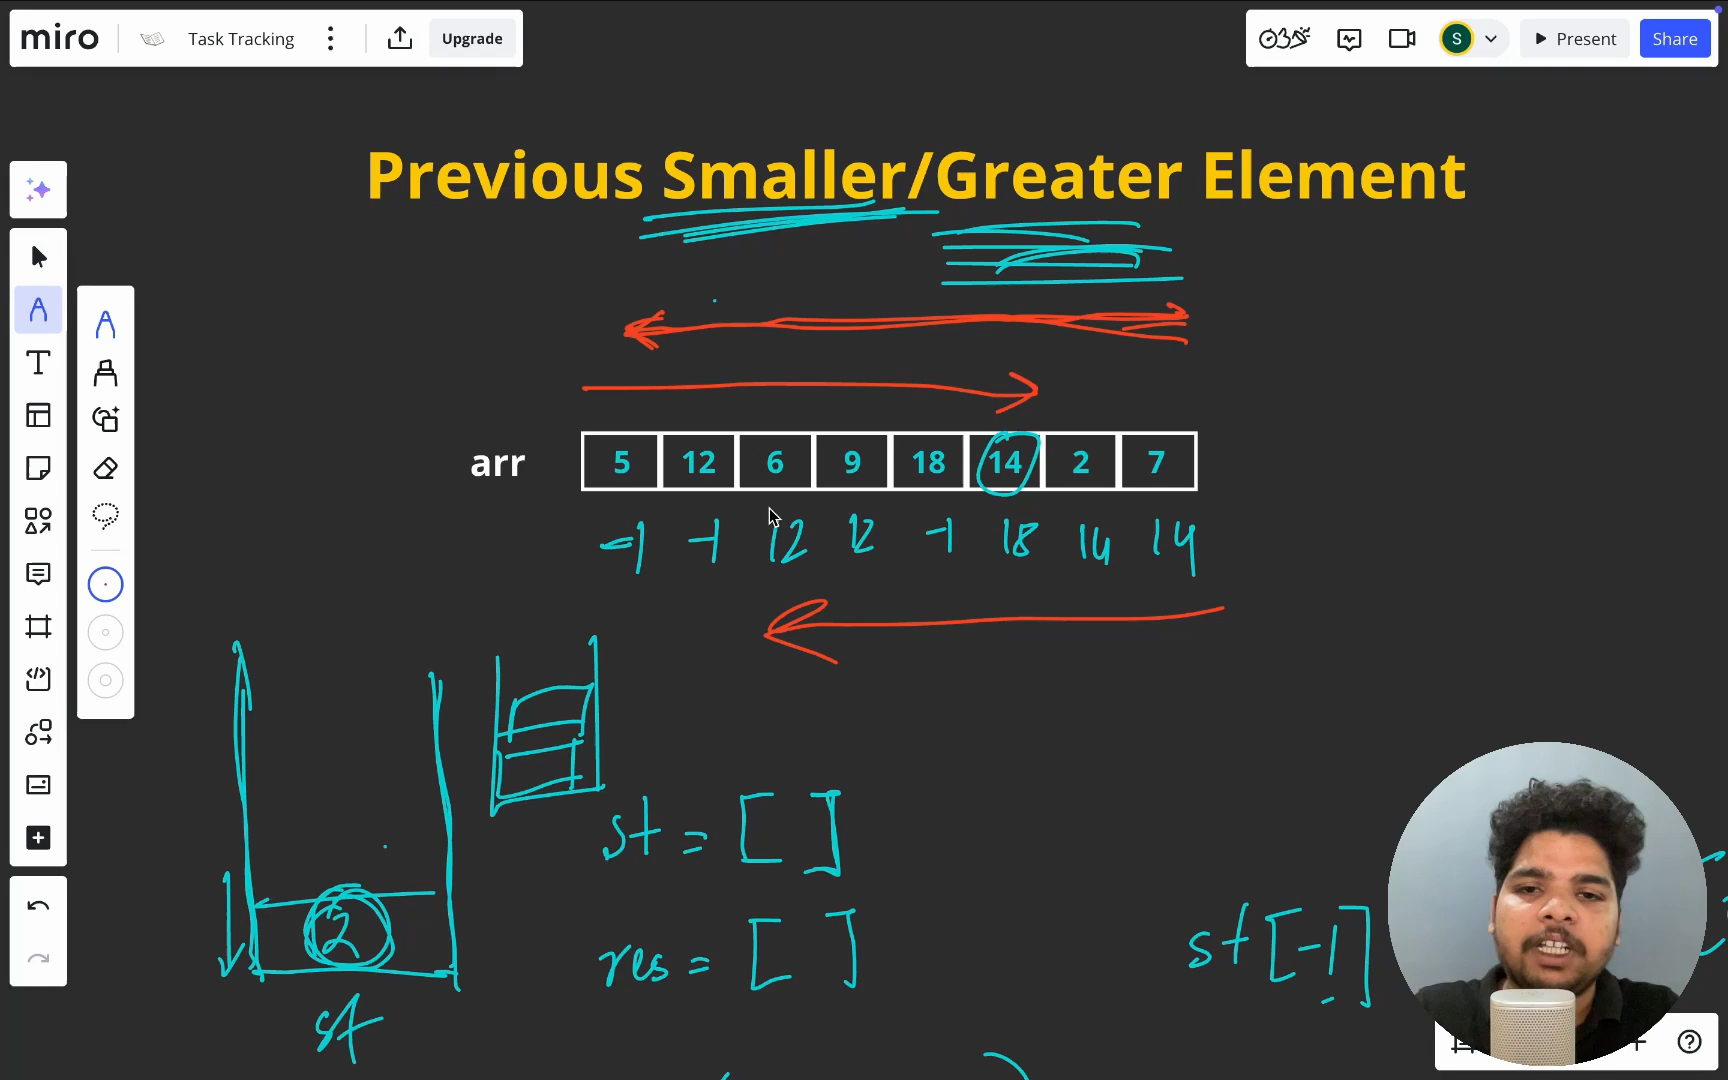 miro Task Tracking Upgrade
S Present Share
Previous Smaller/Greater Element
arr 5 12 6 9 18 14 2 7
-1 -1 12 12 -1 18 14 14
st = [ ]
2
res = [ ]
st[-1]
st